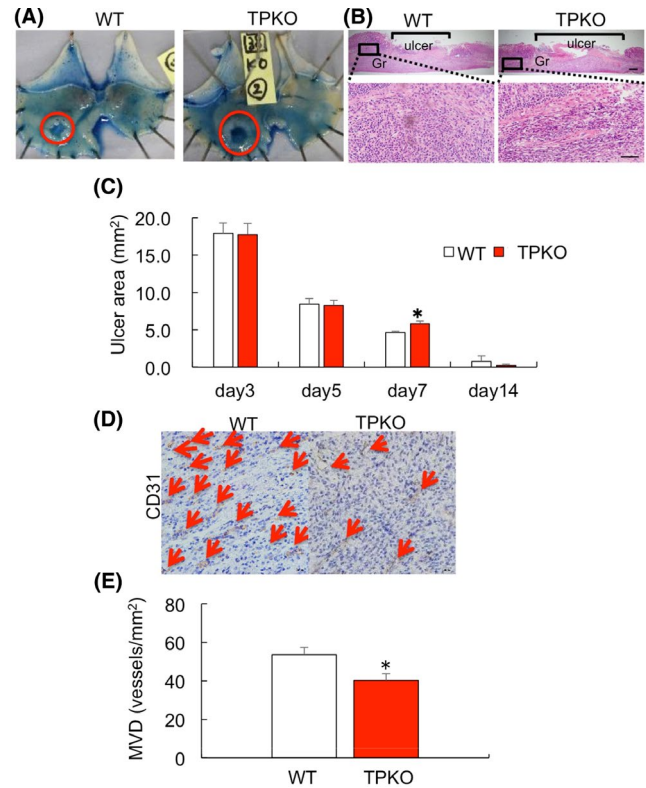 (A) WT TPKO
KO
2
(B) WT TPKO
ulcer ulcer
Gr Gr
(C)
Ulcer area (mm²)
20.0
15.0
10.0
5.0
0.0
WT TPKO
*
day3 day5 day7 day14
(D) WT TPKO
CD31
(E)
MVD (vessels/mm²)
80
60
40
20
0
*
WT TPKO